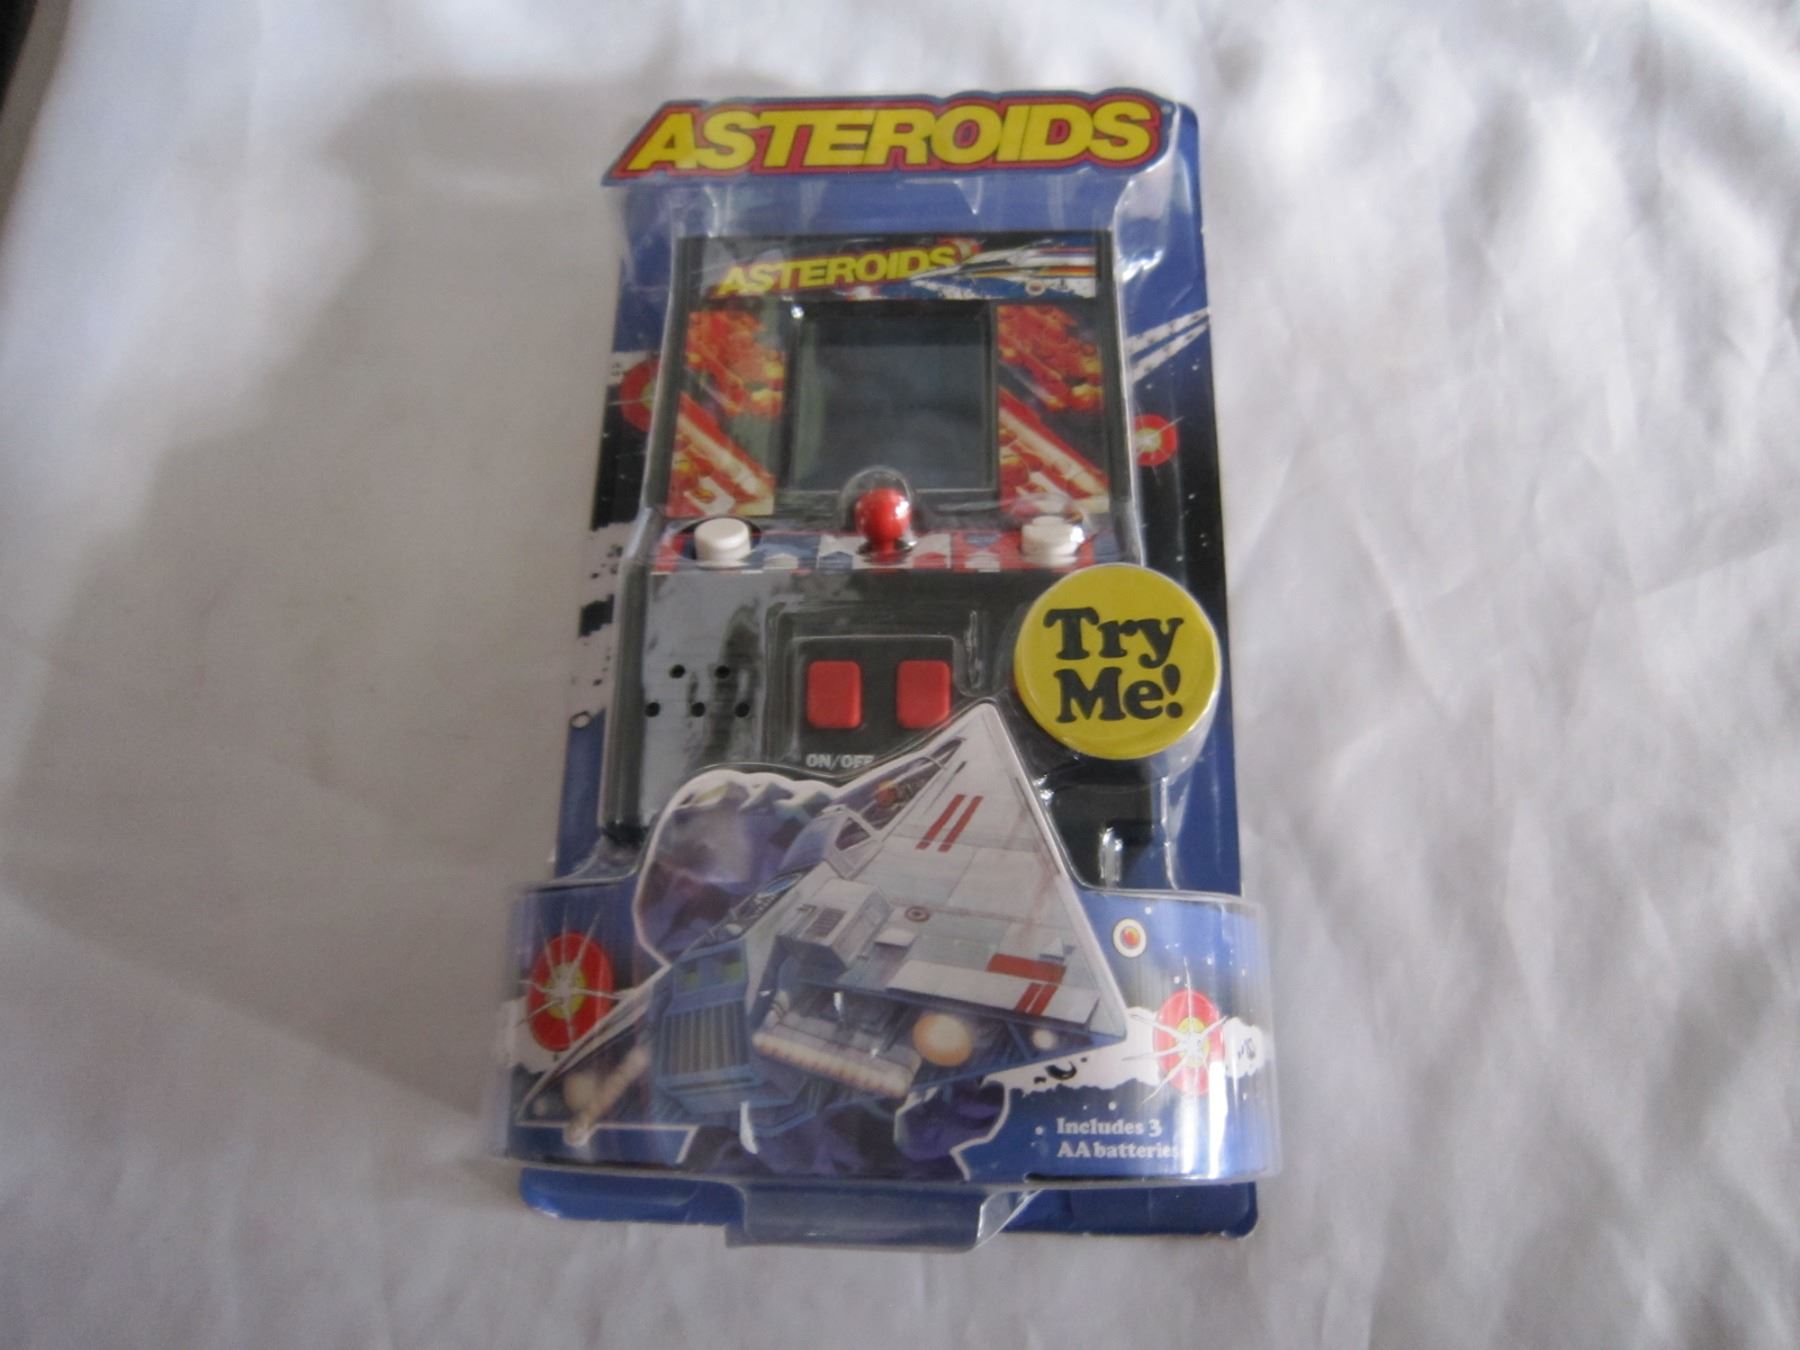 ASTEROIDS
ASTEROIDS
Try
Me!
ON/OFF
Includes 3
AA batteries